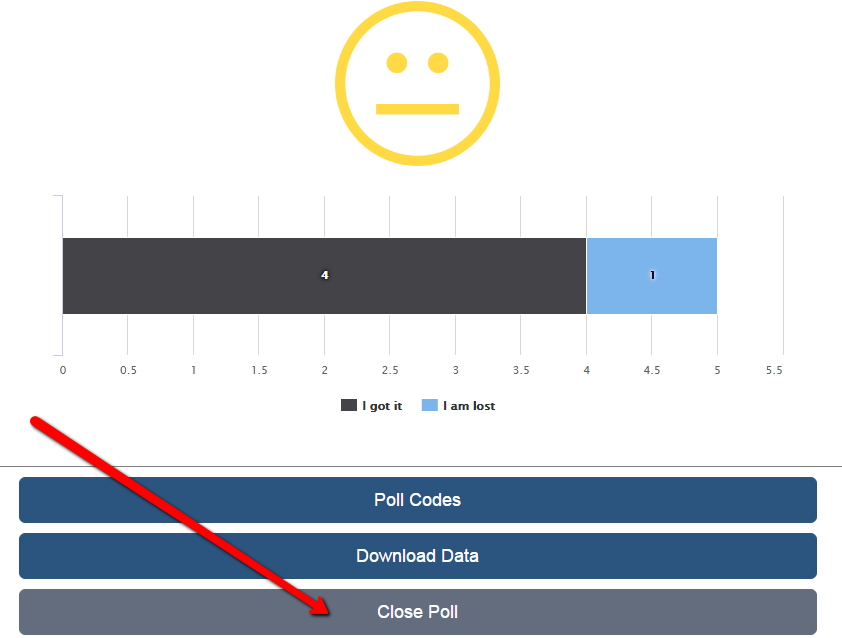 4 1
0 0.5 1 1.5 2 2.5 3 3.5 4 4.5 5 5.5
I got it I am lost
Poll Codes
Download Data
Close Poll